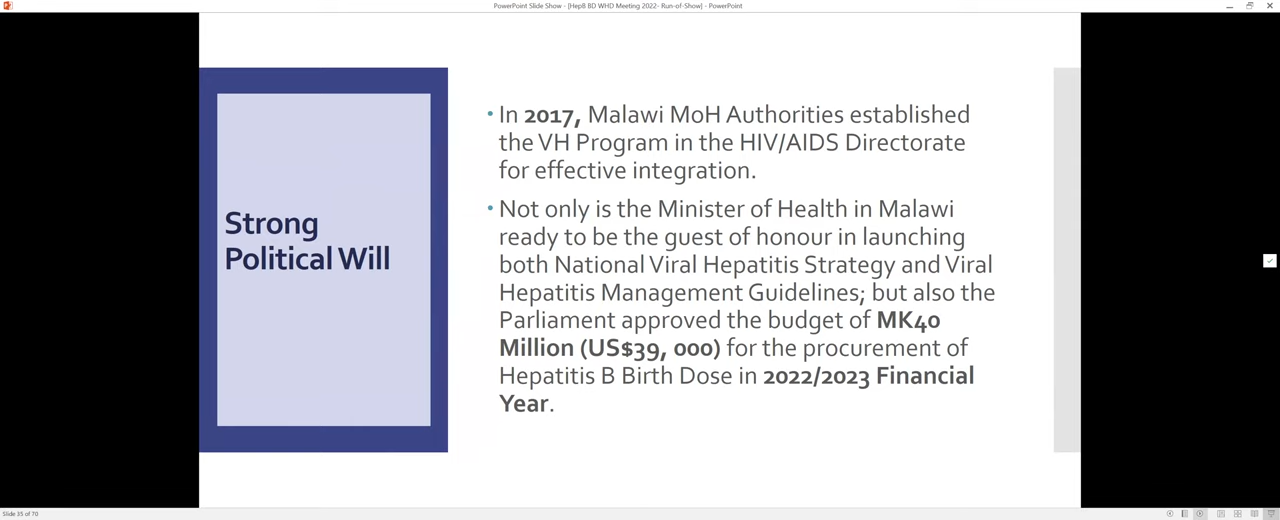 PowerPoint Slide Show - [HepB BD WHD Meeting 2022- Run-of-Show] - PowerPoint
Strong
Political Will
• In 2017, Malawi MoH Authorities established
the VH Program in the HIV/AIDS Directorate
for effective integration.
• Not only is the Minister of Health in Malawi
ready to be the guest of honour in launching
both National Viral Hepatitis Strategy and Viral
Hepatitis Management Guidelines; but also the
Parliament approved the budget of MK40
Million (US$39, 000) for the procurement of
Hepatitis B Birth Dose in 2022/2023 Financial
Year.
Slide 35 of 70